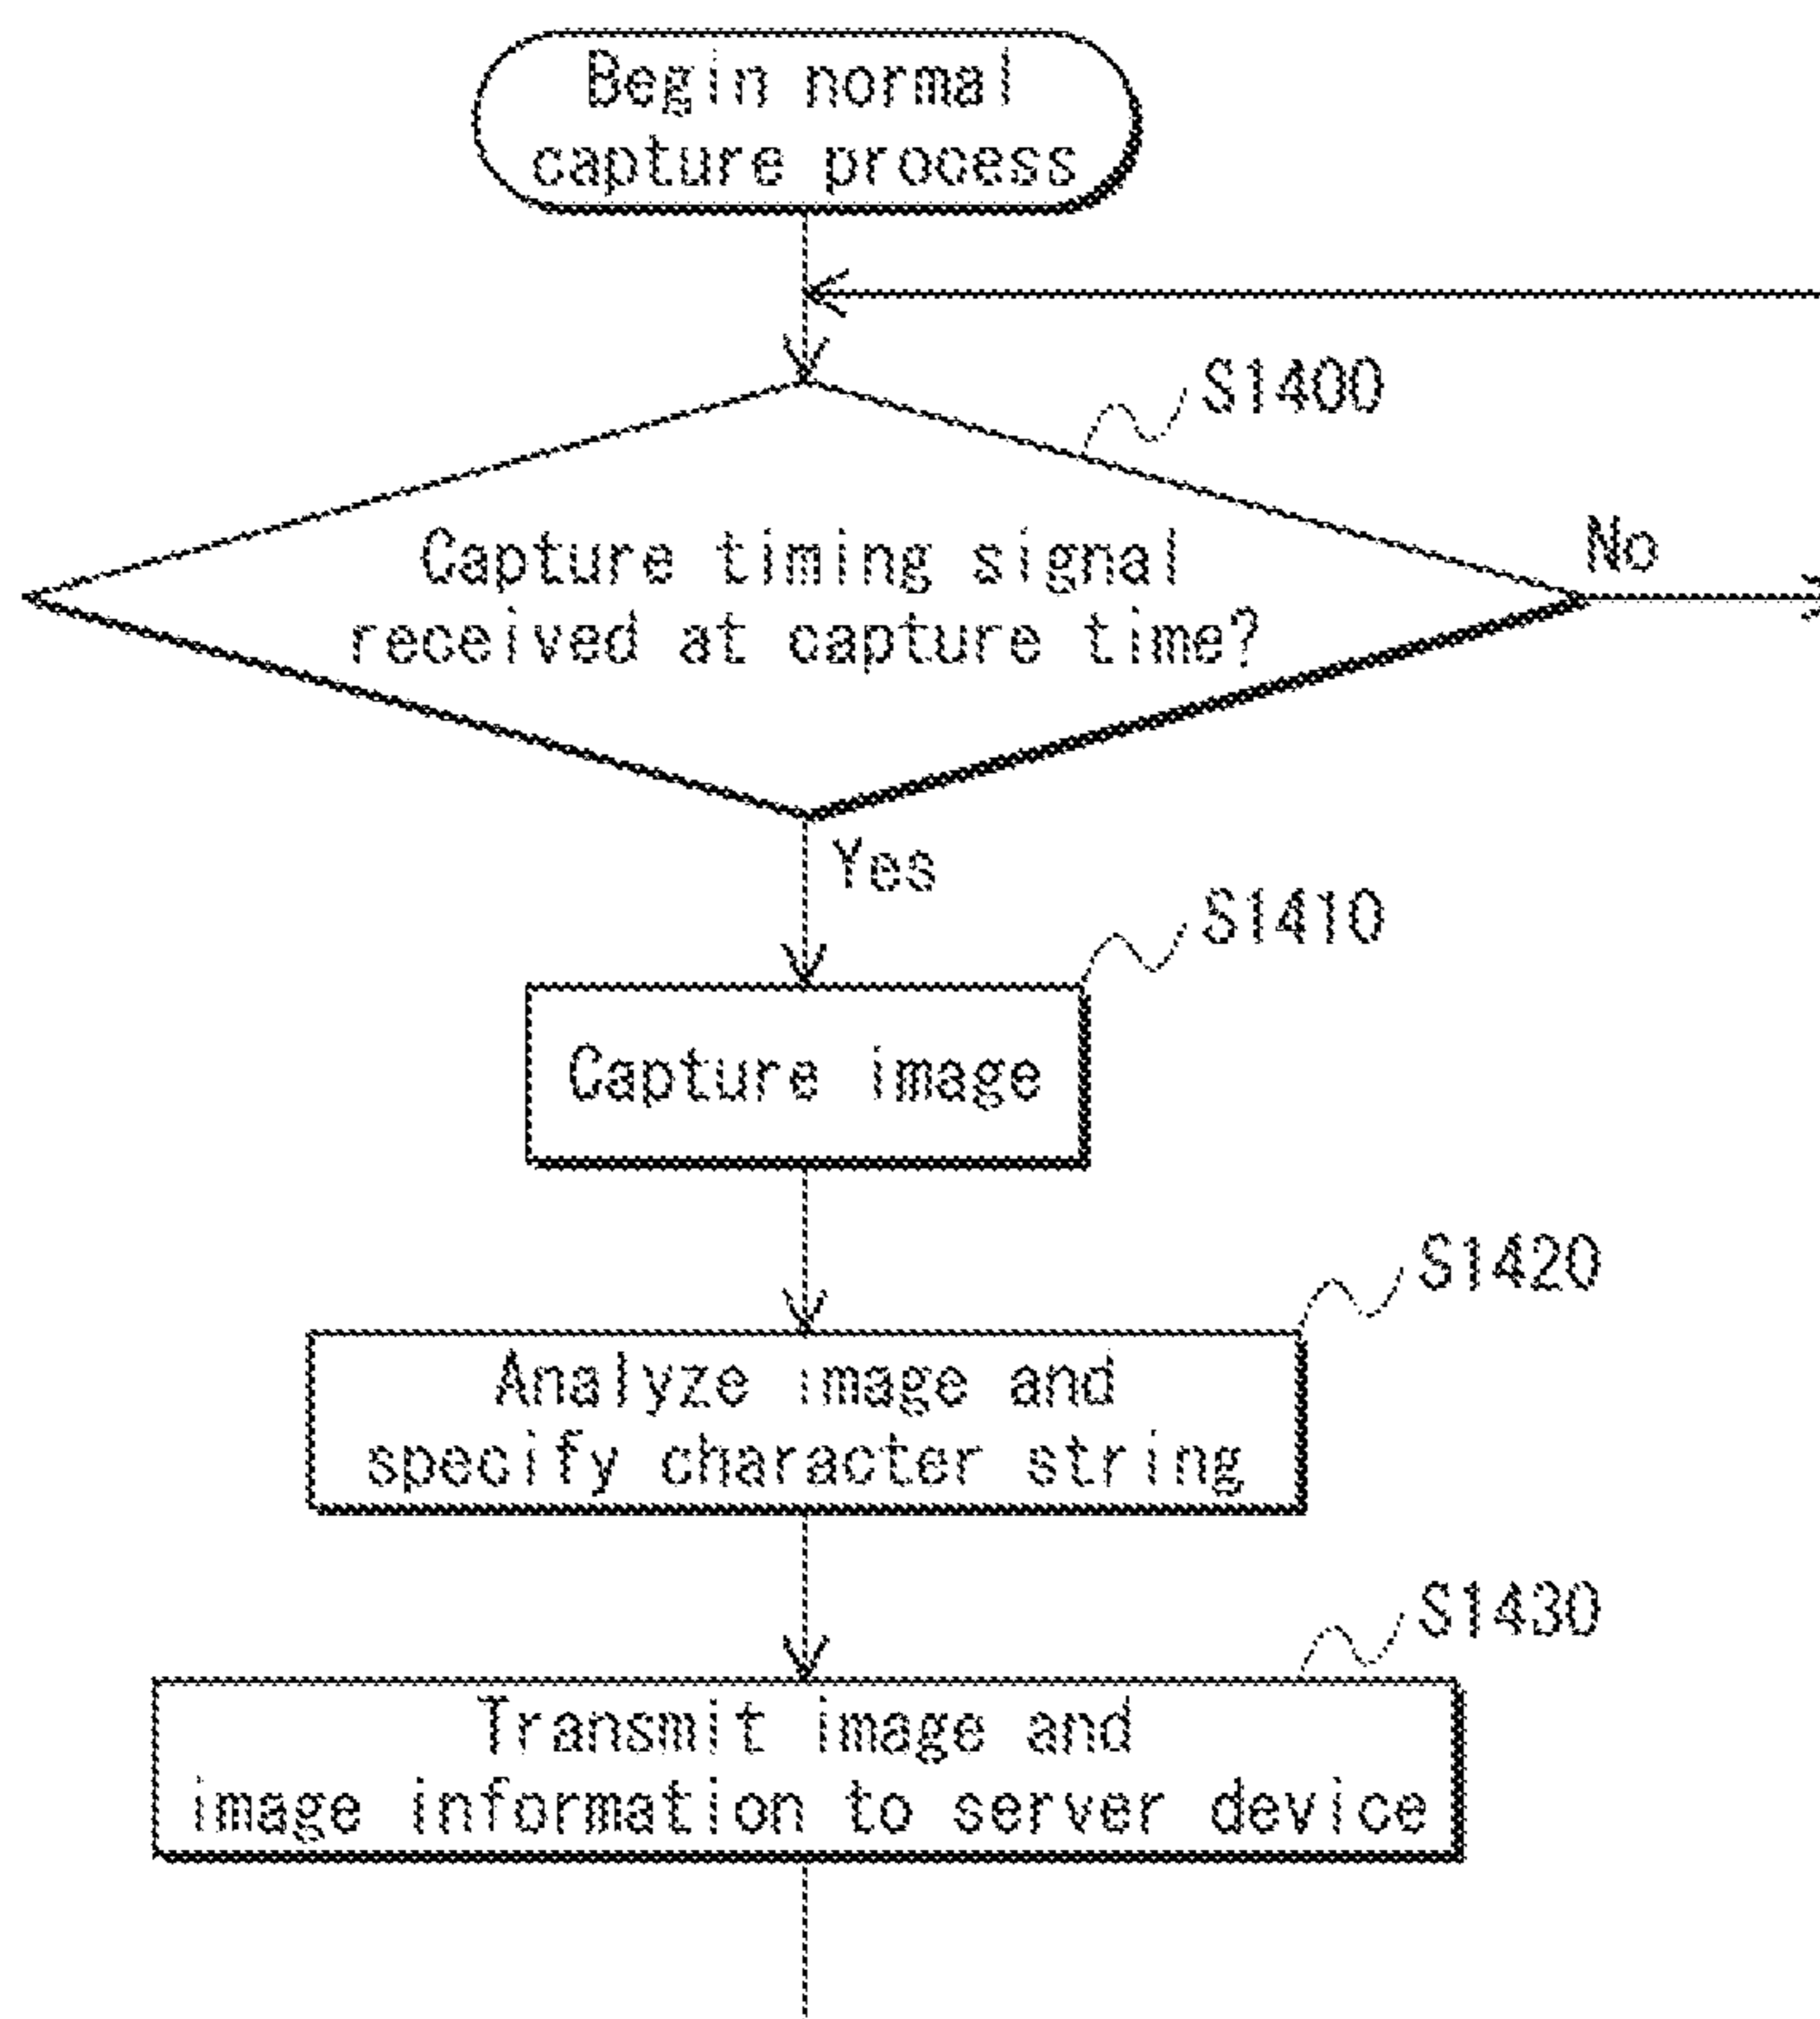 Begin normal
capture process
S1400
Capture timing signal
received at capture time?
No
Yes
S1410
Capture image
S1420
Analyze image and
specify character string
S1430
Transmit image and
image information to server device